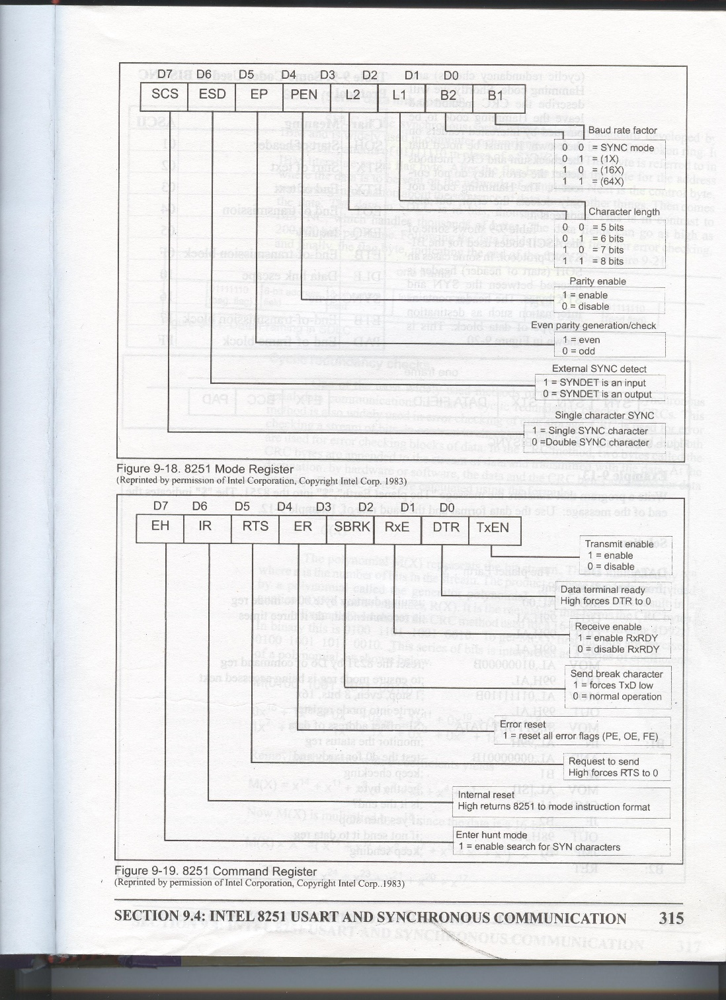 D7 D6 D5 D4 D3 D2 D1 D0
SCS ESD EP PEN L2 L1 B2 B1
Baud rate factor
0 0 = SYNC mode
0 1 = (1X)
1 0 = (16X)
1 1 = (64X)
Character length
0 0 = 5 bits
0 1 = 6 bits
1 0 = 7 bits
1 1 = 8 bits
Parity enable
1 = enable
0 = disable
Even parity generation/check
1 = even
0 = odd
External SYNC detect
1 = SYNDET is an input
0 = SYNDET is an output
Single character SYNC
1 = Single SYNC character
0 =Double SYNC character
Figure 9-18. 8251 Mode Register
(Reprinted by permission of Intel Corporation, Copyright Intel Corp. 1983)
D7 D6 D5 D4 D3 D2 D1 D0
EH IR RTS ER SBRK RxE DTR TxEN
Transmit enable
1 = enable
0 = disable
Data terminal ready
High forces DTR to 0
Receive enable
1 = enable RxRDY
0 = disable RxRDY
Send break character
1 = forces TxD low
0 = normal operation
Error reset
1 = reset all error flags (PE, OE, FE)
Request to send
High forces RTS to 0
Internal reset
High returns 8251 to mode instruction format
Enter hunt mode
1 = enable search for SYN characters
Figure 9-19. 8251 Command Register
(Reprinted by permission of Intel Corporation, Copyright Intel Corp..1983)
SECTION 9.4: INTEL 8251 USART AND SYNCHRONOUS COMMUNICATION 315